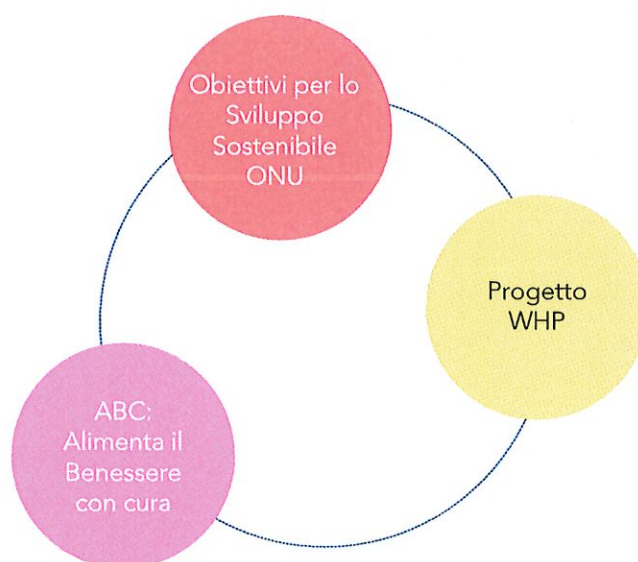 Obiettivi per lo
Sviluppo
Sostenibile
ONU
Progetto
WHP
ABC:
Alimenta il
Benessere
con cura